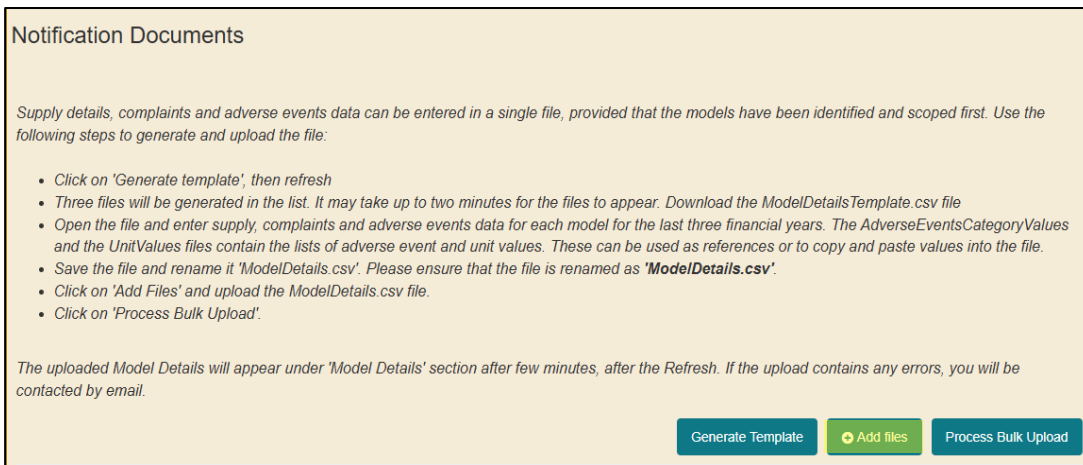 Notification Documents
Supply details, complaints and adverse events data can be entered in a single file, provided that the models have been identified and scoped first. Use the
following steps to generate and upload the file:
• Click on 'Generate template', then refresh
• Three files will be generated in the list. It may take up to two minutes for the files to appear. Download the ModelDetailsTemplate.csv file
• Open the file and enter supply, complaints and adverse events data for each model for the last three financial years. The AdverseEventsCategoryValues
and the UnitValues files contain the lists of adverse event and unit values. These can be used as references or to copy and paste values into the file.
• Save the file and rename it 'ModelDetails.csv'. Please ensure that the file is renamed as 'ModelDetails.csv'.
• Click on 'Add Files' and upload the ModelDetails.csv file.
• Click on 'Process Bulk Upload'.
The uploaded Model Details will appear under 'Model Details' section after few minutes, after the Refresh. If the upload contains any errors, you will be
contacted by email.
Generate Template Add files Process Bulk Upload